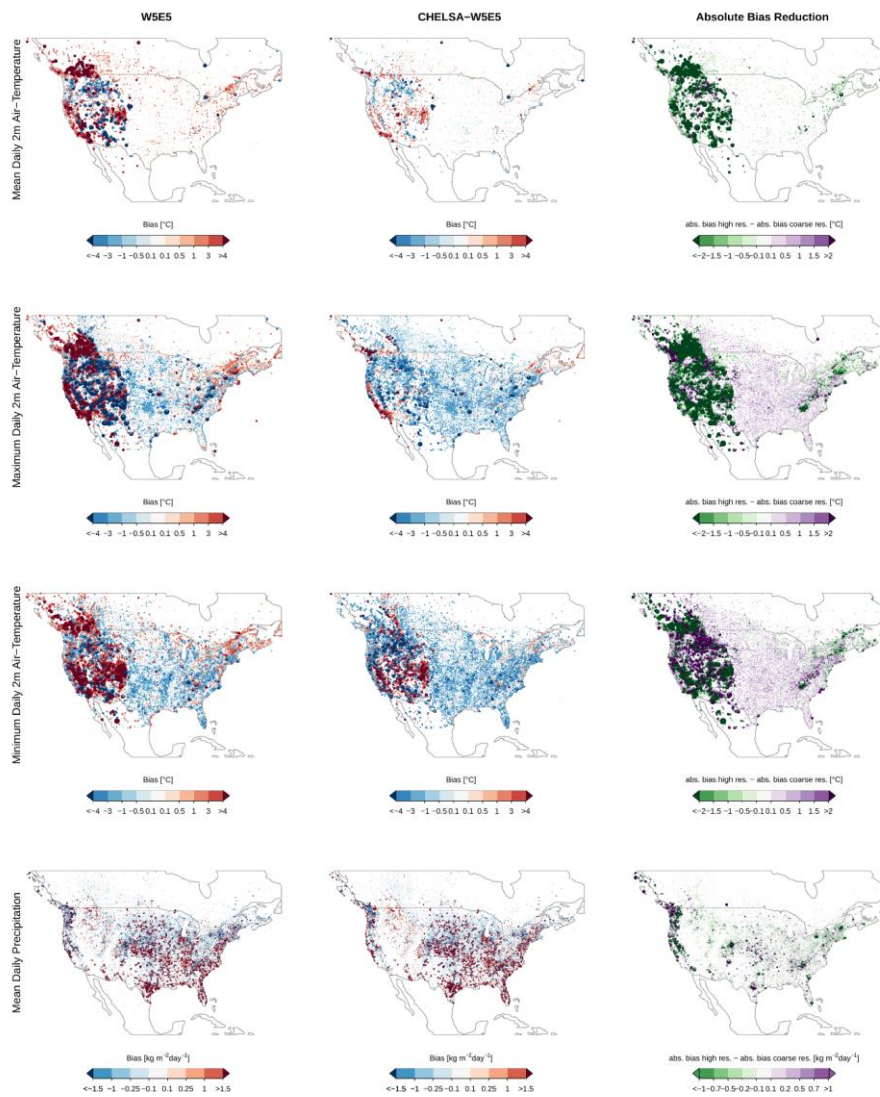 W5E5 CHELSA−W5E5 Absolute Bias Reduction
Mean Daily 2m Air−Temperature
Bias [°C] Bias [°C] abs. bias high res. − abs. bias coarse res. [°C]
<−4 −3 −1 −0.5 0.1 0.1 0.5 1 3 >4 <−4 −3 −1 −0.5 0.1 0.1 0.5 1 3 >4 <−2 −1.5 −1 −0.5 −0.1 0.1 0.5 1 1.5 >2
Maximum Daily 2m Air−Temperature
Bias [°C] Bias [°C] abs. bias high res. − abs. bias coarse res. [°C]
<−4 −3 −1 −0.5 0.1 0.1 0.5 1 3 >4 <−4 −3 −1 −0.5 0.1 0.1 0.5 1 3 >4 <−2 −1.5 −1 −0.5 −0.1 0.1 0.5 1 1.5 >2
Minimum Daily 2m Air−Temperature
Bias [°C] Bias [°C] abs. bias high res. − abs. bias coarse res. [°C]
<−4 −3 −1 −0.5 0.1 0.1 0.5 1 3 >4 <−4 −3 −1 −0.5 0.1 0.1 0.5 1 3 >4 <−2 −1.5 −1 −0.5 −0.1 0.1 0.5 1 1.5 >2
Mean Daily Precipitation
Bias [kg m⁻²day⁻¹] Bias [kg m⁻²day⁻¹] abs. bias high res. − abs. bias coarse res. [kg m⁻²day⁻¹]
<−1.5 −1 −0.25 −0.1 0.1 0.25 1 >1.5 <−1.5 −1 −0.25 −0.1 0.1 0.25 1 >1.5 <−1 −0.7 −0.2 −0.1 0.1 0.2 0.7 >1